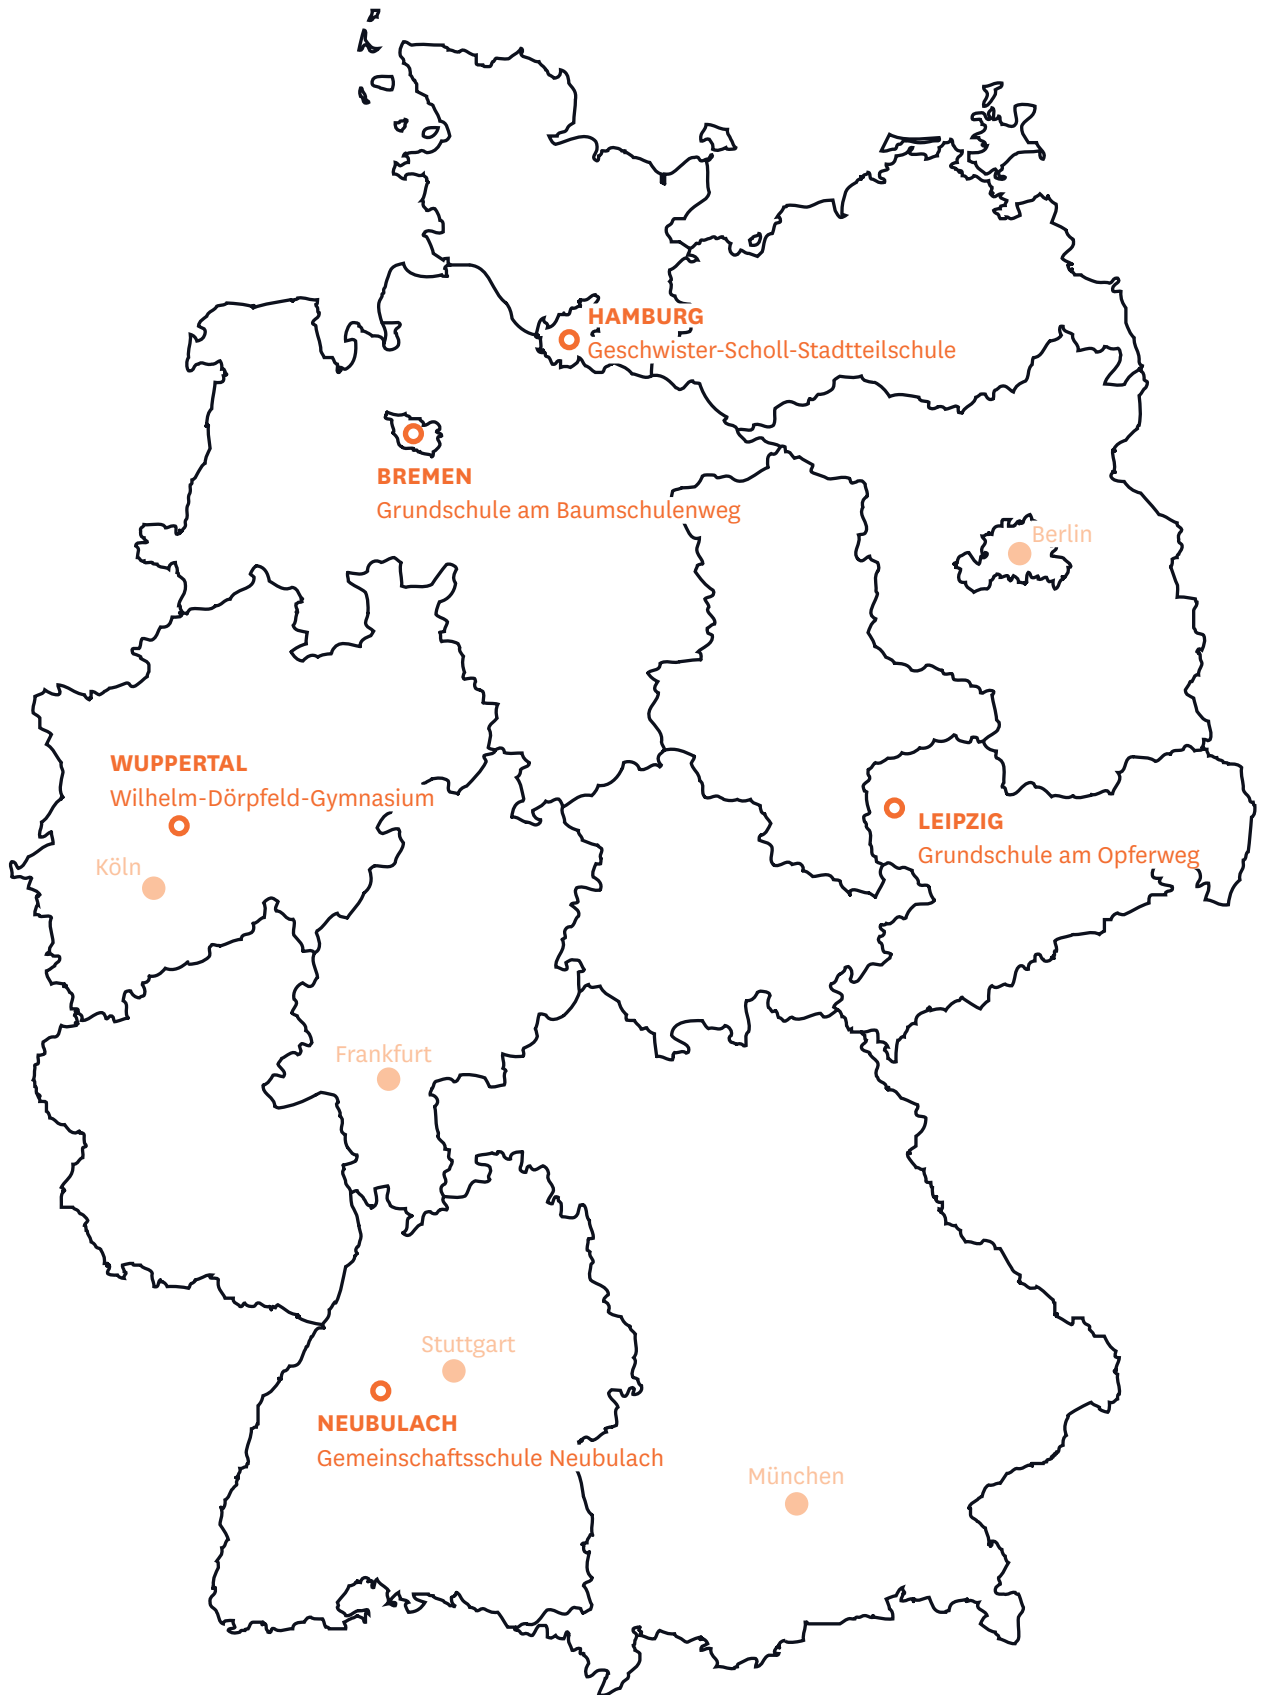 HAMBURG
Geschwister-Scholl-Stadtteilschule
BREMEN
Grundschule am Baumschulenweg
Berlin
WUPPERTAL
Wilhelm-Dörpfeld-Gymnasium
Köln
LEIPZIG
Grundschule am Opferweg
Frankfurt
Stuttgart
NEUBULACH
Gemeinschaftsschule Neubulach
München